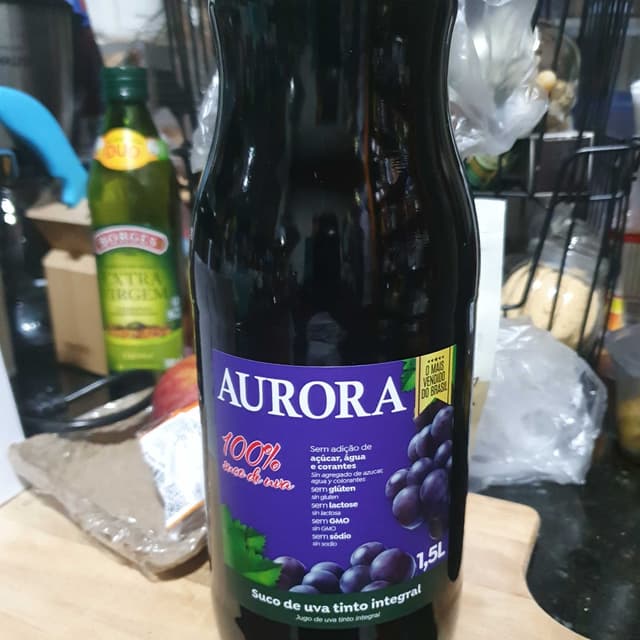 DUO
BORGES
EXTRA
VIRGEM
AURORA
O MAIS
VENDIDO
DO BRASIL
100%
suco de uva
Sem adição de
açúcar, água
e corantes
Sin agregado de azucar,
agua y colorantes
sem glúten
sin gluten
sem lactose
sin lactosa
sem GMO
sin GMO
sem sódio
sin sodio
1,5L
Suco de uva tinto integral
Jugo de uva tinto integral